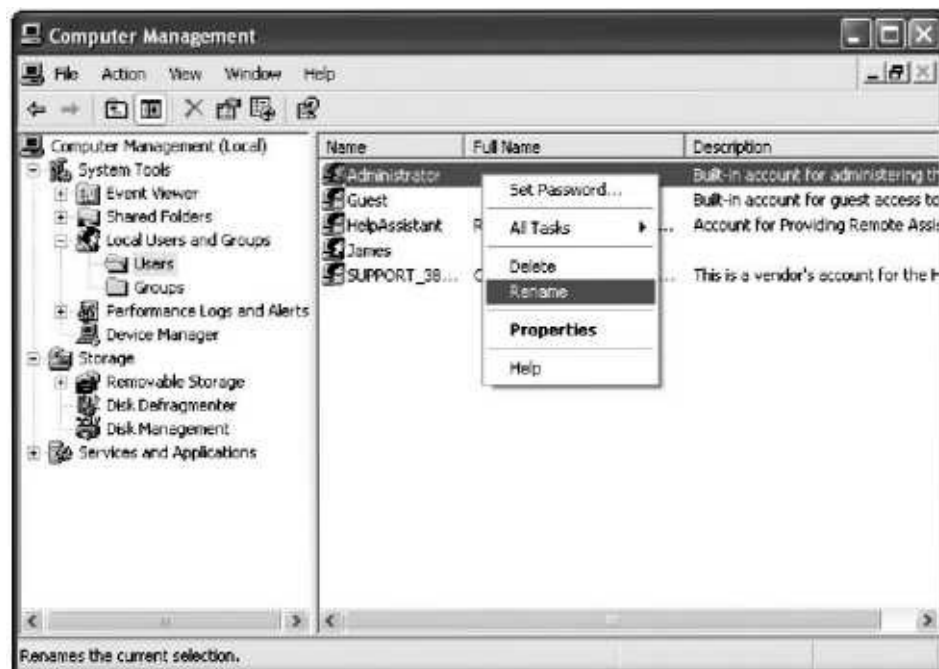 Computer Management
File Action View Window Help
Computer Management (Local)
System Tools
Event Viewer
Shared Folders
Local Users and Groups
Users
Groups
Performance Logs and Alerts
Device Manager
Storage
Removable Storage
Disk Defragmenter
Disk Management
Services and Applications
Name Full Name Description
Administrator Built-in account for administering th
Guest Built-in account for guest access to
HelpAssistant R ... Account for Providing Remote Assis
James
SUPPORT_38... C ... This is a vendor's account for the H
Set Password...
All Tasks
Delete
Rename
Properties
Help
Renames the current selection.